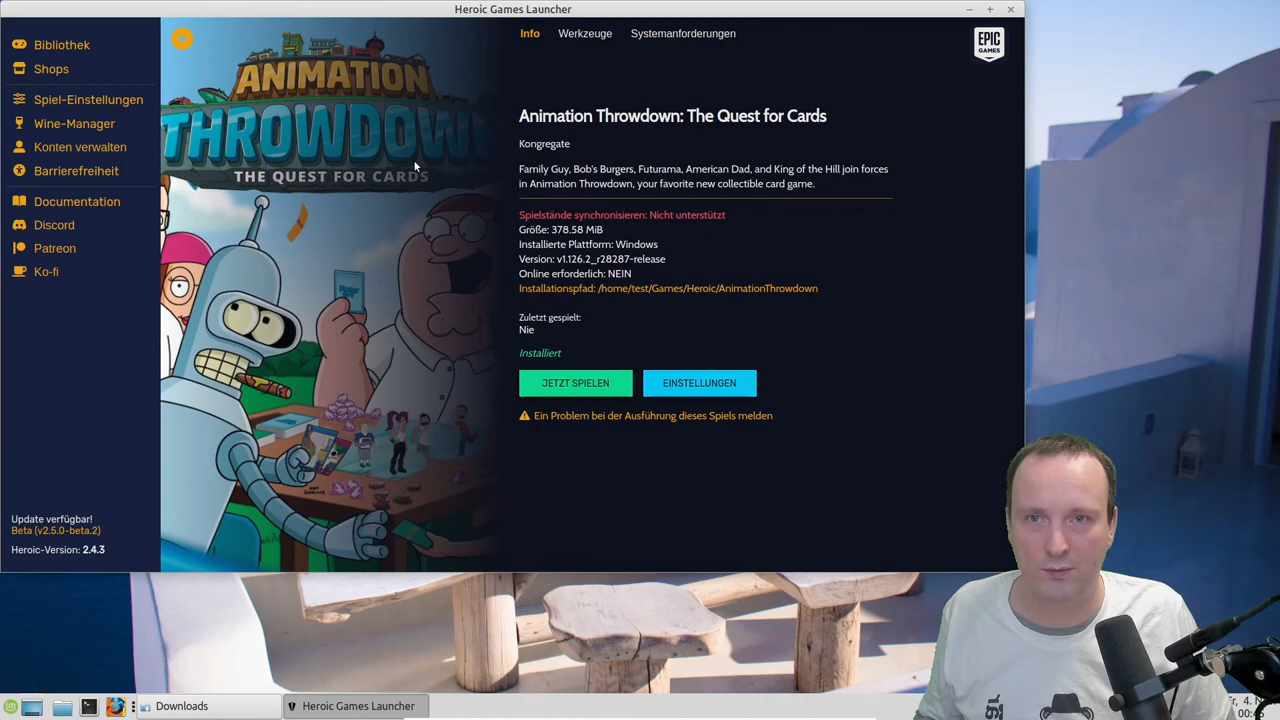 Heroic Games Launcher
Bibliothek
Shops
Spiel-Einstellungen
Wine-Manager
Konten verwalten
Barrierefreiheit
Documentation
Discord
Patreon
Ko-fi
Update verfügbar!
Beta (v2.5.0-beta.2)
Heroic-Version: 2.4.3
ANIMATION
THROWDOWN
THE QUEST FOR CARDS
Info Werkzeuge Systemanforderungen
EPIC
GAMES
Animation Throwdown: The Quest for Cards
Kongregate
Family Guy, Bob's Burgers, Futurama, American Dad, and King of the Hill join forces
in Animation Throwdown, your favorite new collectible card game.
Spielstände synchronisieren: Nicht unterstützt
Größe: 378.58 MiB
Installierte Plattform: Windows
Version: v1.126.2_r28287-release
Online erforderlich: NEIN
Installationspfad: /home/test/Games/Heroic/AnimationThrowdown
Zuletzt gespielt:
Nie
Installiert
JETZT SPIELEN EINSTELLUNGEN
Ein Problem bei der Ausführung dieses Spiels melden
Downloads Heroic Games Launcher